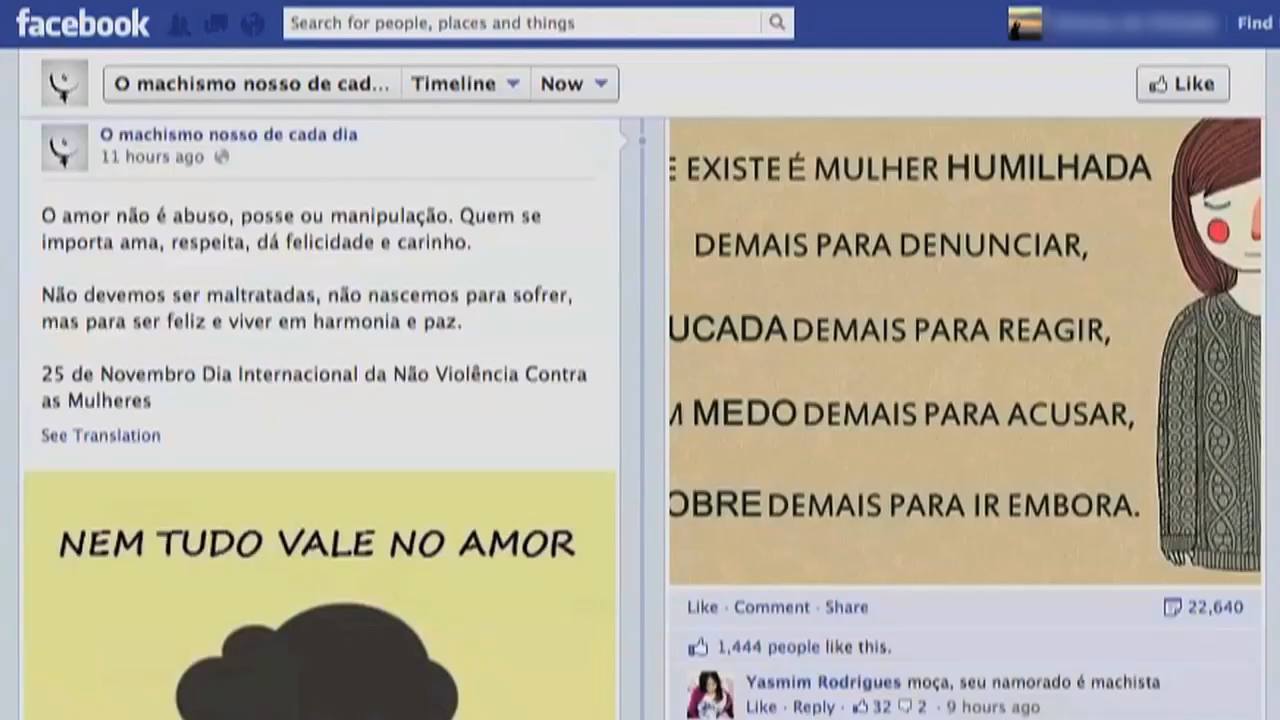 facebook
Search for people, places and things
Find
O machismo nosso de cad...
Timeline
Now
Like
O machismo nosso de cada dia
11 hours ago
O amor não é abuso, posse ou manipulação. Quem se
importa ama, respeita, dá felicidade e carinho.
Não devemos ser maltratadas, não nascemos para sofrer,
mas para ser feliz e viver em harmonia e paz.
25 de Novembro Dia Internacional da Não Violência Contra
as Mulheres
See Translation
NEM TUDO VALE NO AMOR
E EXISTE É MULHER HUMILHADA
DEMAIS PARA DENUNCIAR,
UCADA DEMAIS PARA REAGIR,
M MEDO DEMAIS PARA ACUSAR,
OBRE DEMAIS PARA IR EMBORA.
Like · Comment · Share
22,640
1,444 people like this.
Yasmim Rodrigues moça, seu namorado é machista
Like · Reply · 32 2 · 9 hours ago